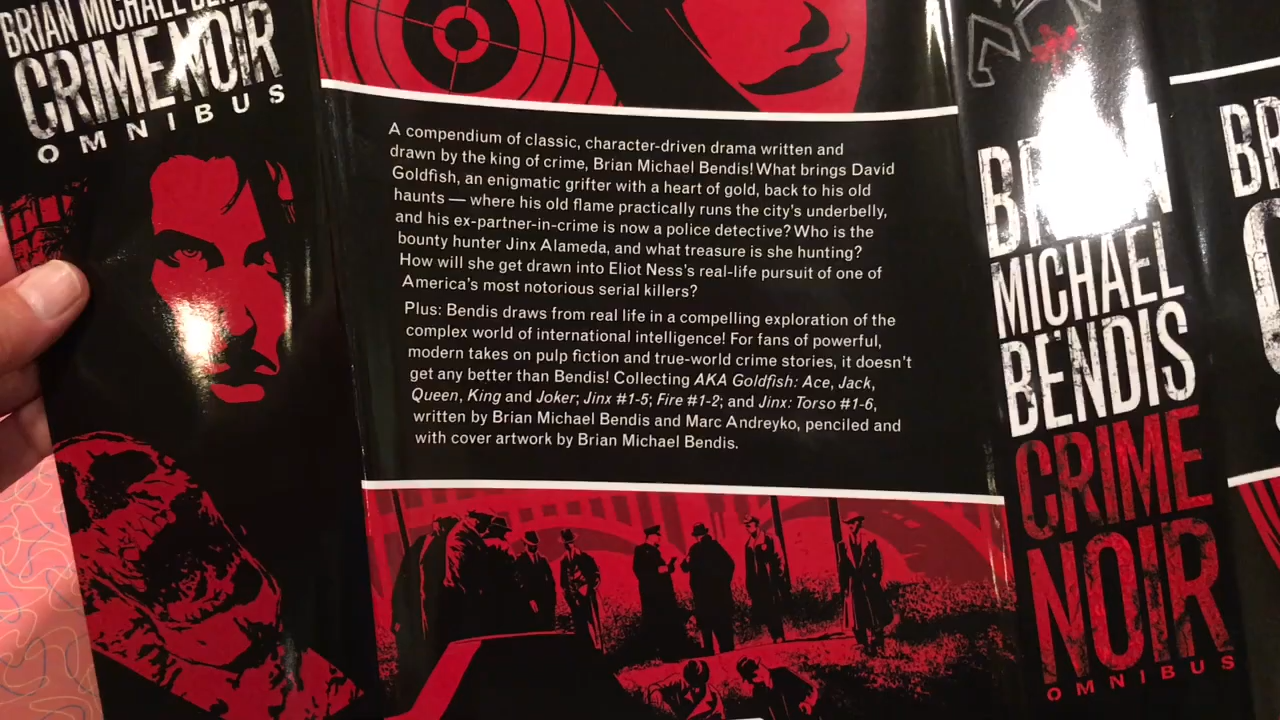 BRIAN MICHAEL
CRIME NOIR
OMNIBUS
A compendium of classic, character-driven drama written and
drawn by the king of crime, Brian Michael Bendis! What brings David
Goldfish, an enigmatic grifter with a heart of gold, back to his old
haunts — where his old flame practically runs the city's underbelly,
and his ex-partner-in-crime is now a police detective? Who is the
bounty hunter Jinx Alameda, and what treasure is she hunting?
How will she get drawn into Eliot Ness's real-life pursuit of one of
America's most notorious serial killers?
Plus: Bendis draws from real life in a compelling exploration of the
complex world of international intelligence! For fans of powerful,
modern takes on pulp fiction and true-world crime stories, it doesn't
get any better than Bendis! Collecting AKA Goldfish: Ace, Jack,
Queen, King and Joker; Jinx #1-5; Fire #1-2; and Jinx: Torso #1-6,
written by Brian Michael Bendis and Marc Andreyko, penciled and
with cover artwork by Brian Michael Bendis.
MICHAEL
BENDIS
CRIME
NOIR
OMNIBUS